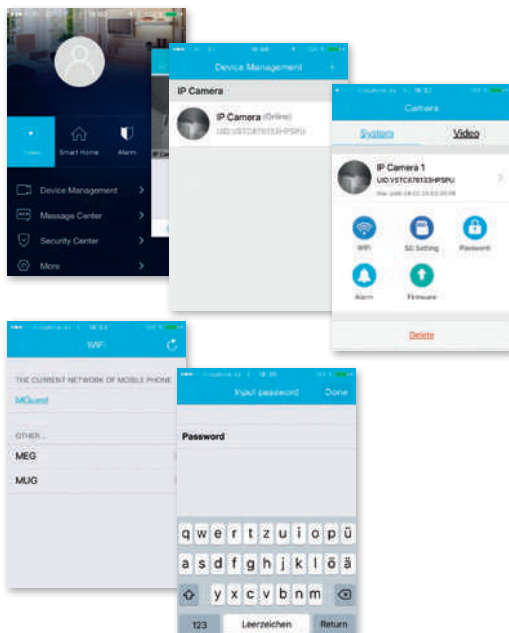 Video
Smart Home
Alarm
Device Management
Message Center
Security Center
More
Device Management
IP Camera
IP Camera (Online)
Camera
System
Video
IP Camera 1
WiFi
SD Setting
Password
Alarm
Firmware
Delete
WiFi
THE CURRENT NETWORK OF MOBILE PHONE
MGuest
OTHER...
MEG
MUG
Input password
Done
Password
q w e r t z u i o p ü
a s d f g h j k l ö ä
y x c v b n m
123
Leerzeichen
Return